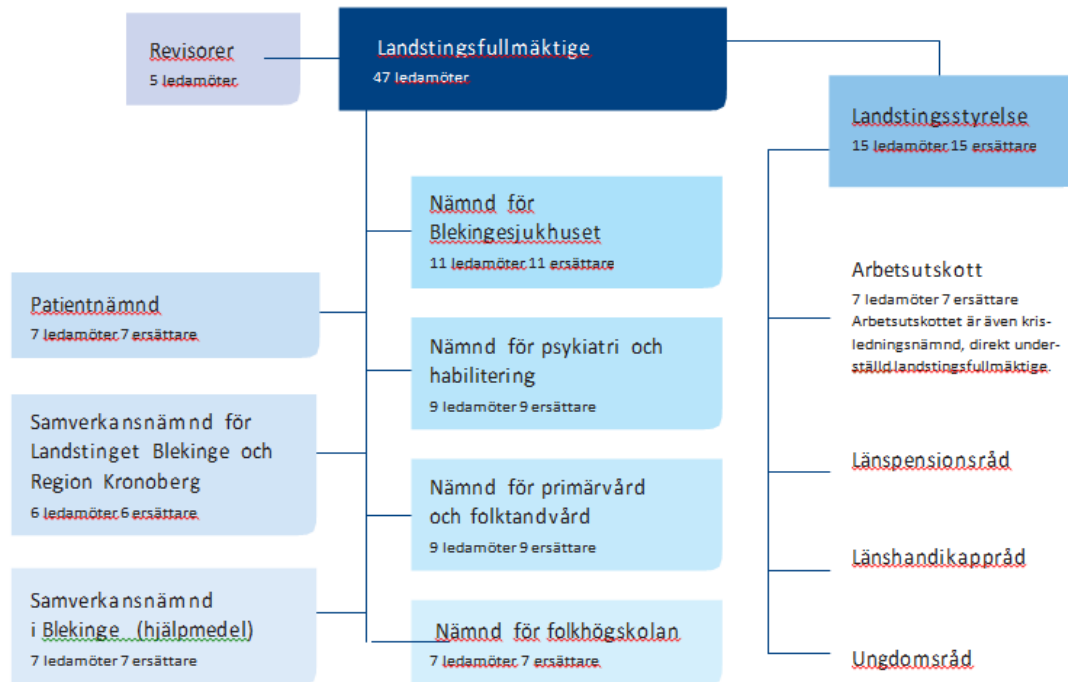 Revisorer
5 ledamöter
Landstingsfullmäktige
47 ledamöter
Landstingsstyrelse
15 ledamöter 15 ersättare
Nämnd för
Blekingesjukhuset
11 ledamöter 11 ersättare
Patientnämnd
7 ledamöter 7 ersättare
Nämnd för psykiatri och
habilitering
9 ledamöter 9 ersättare
Samverkansnämnd för
Landstinget Blekinge och
Region Kronoberg
6 ledamöter 6 ersättare
Nämnd för primärvård
och folktandvård
9 ledamöter 9 ersättare
Samverkansnämnd
i Blekinge (hjälpmedel)
7 ledamöter 7 ersättare
Nämnd för folkhögskolan
7 ledamöter 7 ersättare
Arbetsutskott
7 ledamöter 7 ersättare
Arbetsutskottet är även kris-
ledningsnämnd, direkt under-
ställd landstingsfullmäktige.
Länspensionsråd
Länshandikappråd
Ungdomsråd